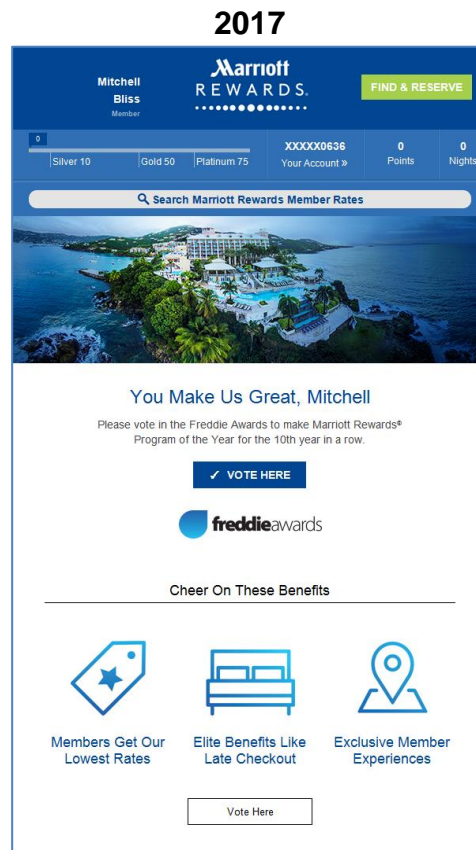 2017
Mitchell
Bliss
Member
Marriott
REWARDS.
FIND & RESERVE
0
Silver 10 Gold 50 Platinum 75
XXXXX0636
Your Account »
0
Points
0
Nights
Search Marriott Rewards Member Rates
You Make Us Great, Mitchell
Please vote in the Freddie Awards to make Marriott Rewards®
Program of the Year for the 10th year in a row.
✓ VOTE HERE
freddieawards
Cheer On These Benefits
Members Get Our
Lowest Rates
Elite Benefits Like
Late Checkout
Exclusive Member
Experiences
Vote Here